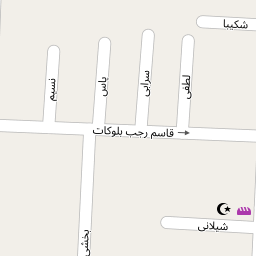 شکیبا
نسیم
یاس
سرابی
لطفی
قاسم رجب بلوکات →
شیلانی
بخشی